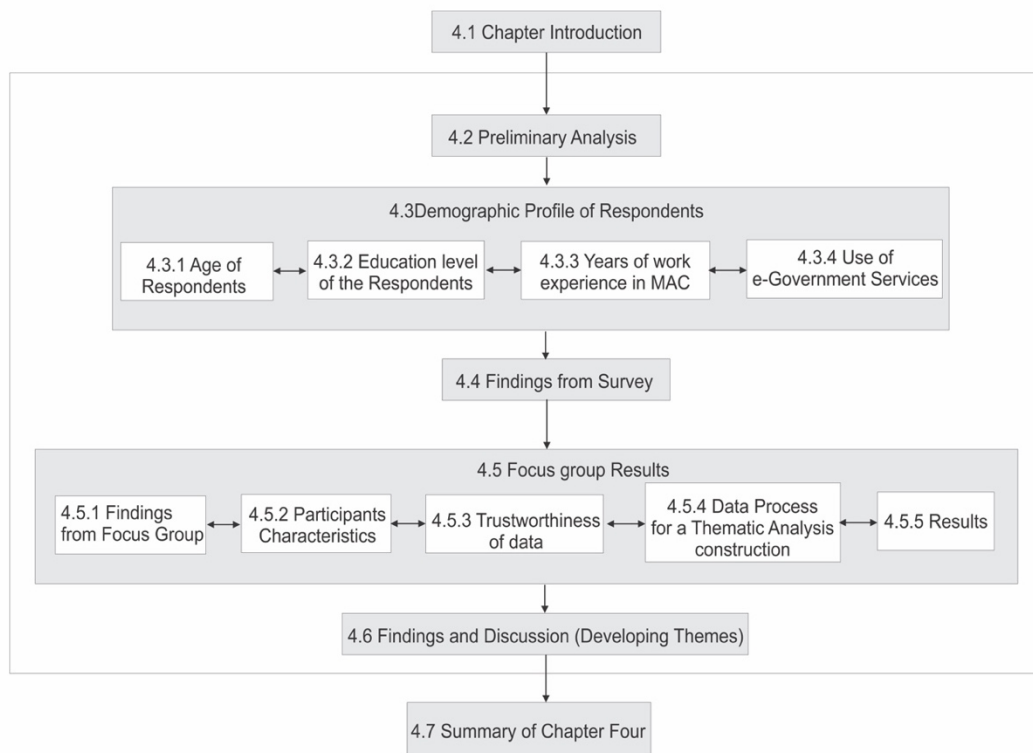 4.1 Chapter Introduction
4.2 Preliminary Analysis
4.3Demographic Profile of Respondents
4.3.1 Age of
Respondents
4.3.2 Education level
of the Respondents
4.3.3 Years of work
experience in MAC
4.3.4 Use of
e-Government Services
4.4 Findings from Survey
4.5 Focus group Results
4.5.1 Findings
from Focus Group
4.5.2 Participants
Characteristics
4.5.3 Trustworthiness
of data
4.5.4 Data Process
for a Thematic Analysis
construction
4.5.5 Results
4.6 Findings and Discussion (Developing Themes)
4.7 Summary of Chapter Four